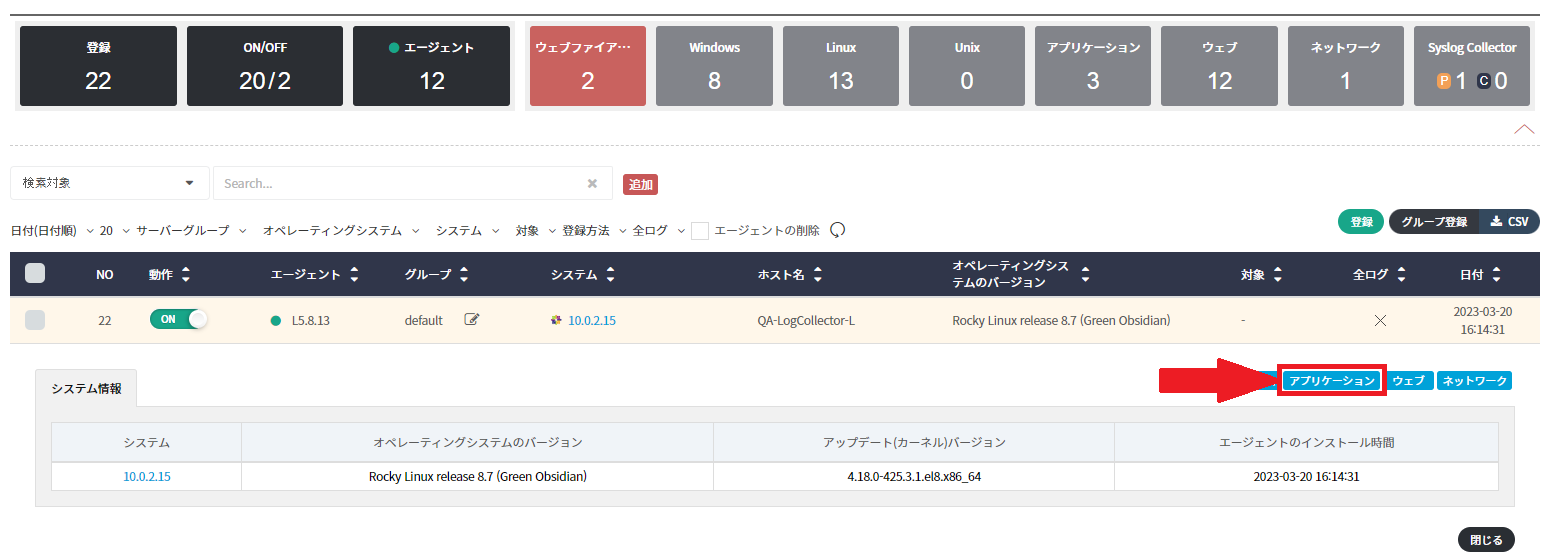 登録 ON/OFF エージェント ウェブファイア･･･ Windows Linux Unix アプリケーション ウェブ ネットワーク Syslog Collector
22 20/2 12 2 8 13 0 3 12 1 P 1 C 0
検索対象 Search... 追加
日付(日付順) 20 サーバーグループ オペレーティングシステム システム 対象 登録方法 全ログ エージェントの削除 登録 グループ登録 CSV
NO 動作 エージェント グループ システム ホスト名 オペレーティングシス
テムのバージョン 対象 全ログ 日付
22 ON L5.8.13 default 10.0.2.15 QA-LogCollector-L Rocky Linux release 8.7 (Green Obsidian) - 2023-03-20
16:14:31
システム情報 アプリケーション ウェブ ネットワーク
システム オペレーティングシステムのバージョン アップデート(カーネル)バージョン エージェントのインストール時間
10.0.2.15 Rocky Linux release 8.7 (Green Obsidian) 4.18.0-425.3.1.el8.x86_64 2023-03-20 16:14:31
閉じる